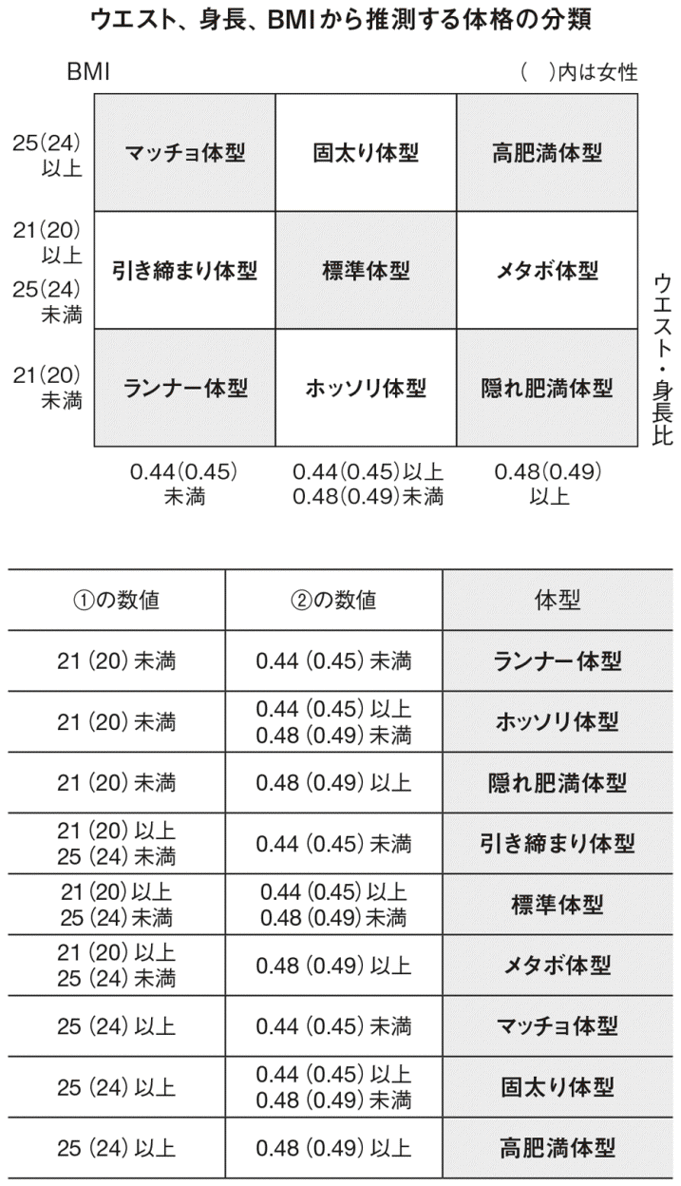 ウエスト、身長、BMIから推測する体格の分類
BMI
（　）内は女性
25(24)
以上
マッチョ体型
固太り体型
高肥満体型
21(20)
以上
25(24)
未満
引き締まり体型
標準体型
メタボ体型
21(20)
未満
ランナー体型
ホッソリ体型
隠れ肥満体型
ウエスト・身長比
0.44(0.45)
未満
0.44(0.45)以上
0.48(0.49)未満
0.48(0.49)
以上
①の数値 ②の数値 体型
21(20)未満 0.44(0.45)未満 ランナー体型
21(20)未満 0.44(0.45)以上
0.48(0.49)未満 ホッソリ体型
21(20)未満 0.48(0.49)以上 隠れ肥満体型
21(20)以上
25(24)未満 0.44(0.45)未満 引き締まり体型
21(20)以上
25(24)未満 0.44(0.45)以上
0.48(0.49)未満 標準体型
21(20)以上
25(24)未満 0.48(0.49)以上 メタボ体型
25(24)以上 0.44(0.45)未満 マッチョ体型
25(24)以上 0.44(0.45)以上
0.48(0.49)未満 固太り体型
25(24)以上 0.48(0.49)以上 高肥満体型